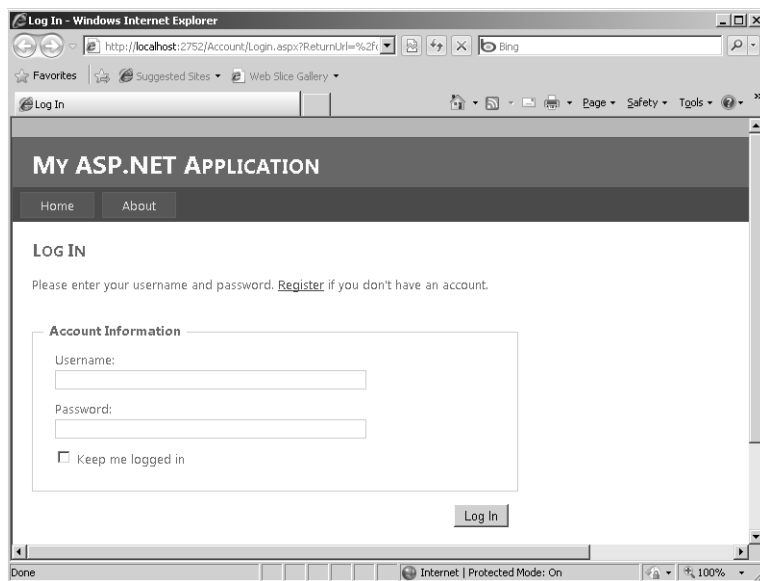 Log In - Windows Internet Explorer
http://localhost:2752/Account/Login.aspx?ReturnUrl=%2f
Bing
Favorites Suggested Sites Web Slice Gallery
Log In Page Safety Tools »
MY ASP.NET APPLICATION
Home About
LOG IN
Please enter your username and password. Register if you don't have an account.
Account Information
Username:
Password:
Keep me logged in
Log In
Done Internet | Protected Mode: On 100%